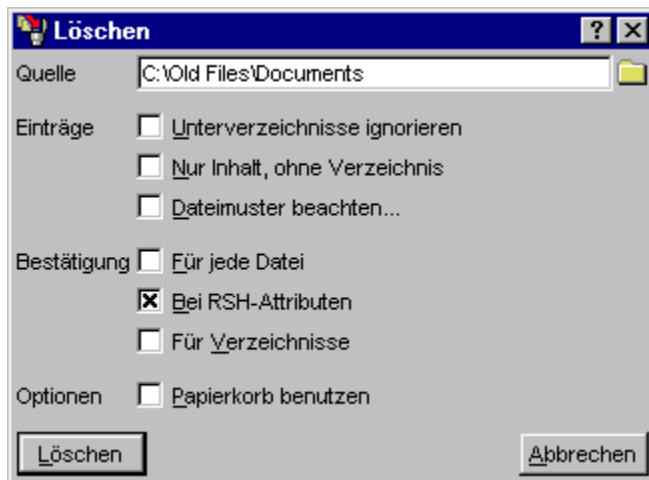 Löschen
Quelle C:\Old Files\Documents
Einträge Unterverzeichnisse ignorieren
Nur Inhalt, ohne Verzeichnis
Dateimuster beachten...
Bestätigung Für jede Datei
Bei RSH-Attributen
Für Verzeichnisse
Optionen Papierkorb benutzen
Löschen Abbrechen